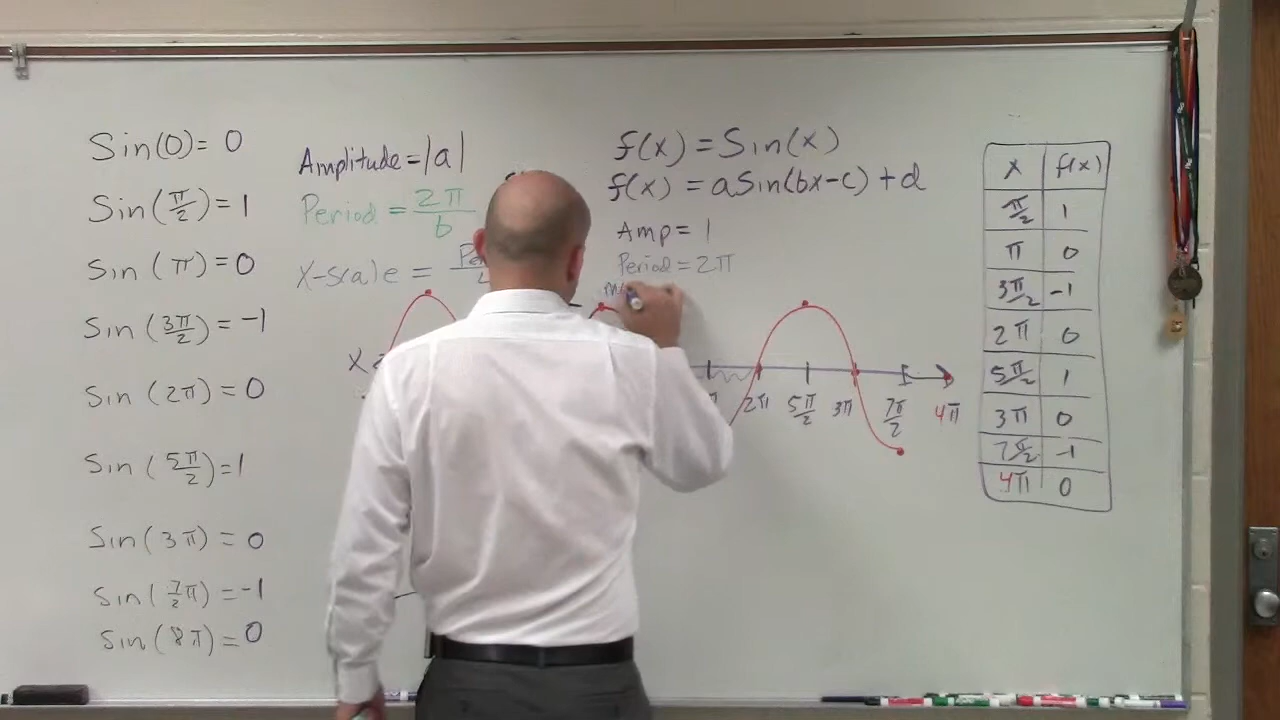 Sin(0)= 0
Sin(π/2)= 1
Sin(π)=0
Sin(3π/2)= -1
Sin(2π)= 0
Sin(5π/2)=1
Sin(3π)= 0
Sin(7/2π)=-1
Sin(8π)=0
Amplitude=|a|
Period = 2π/b
X-scale =
f(x) = Sin(x)
f(x) = aSin(bx-c)+d
Amp= 1
Period=2π
X
2π 5π/2 3π 7π/2 4π
x f(x)
π/2 1
π 0
3π/2 -1
2π 0
5π/2 1
3π 0
7π/2 -1
4π 0